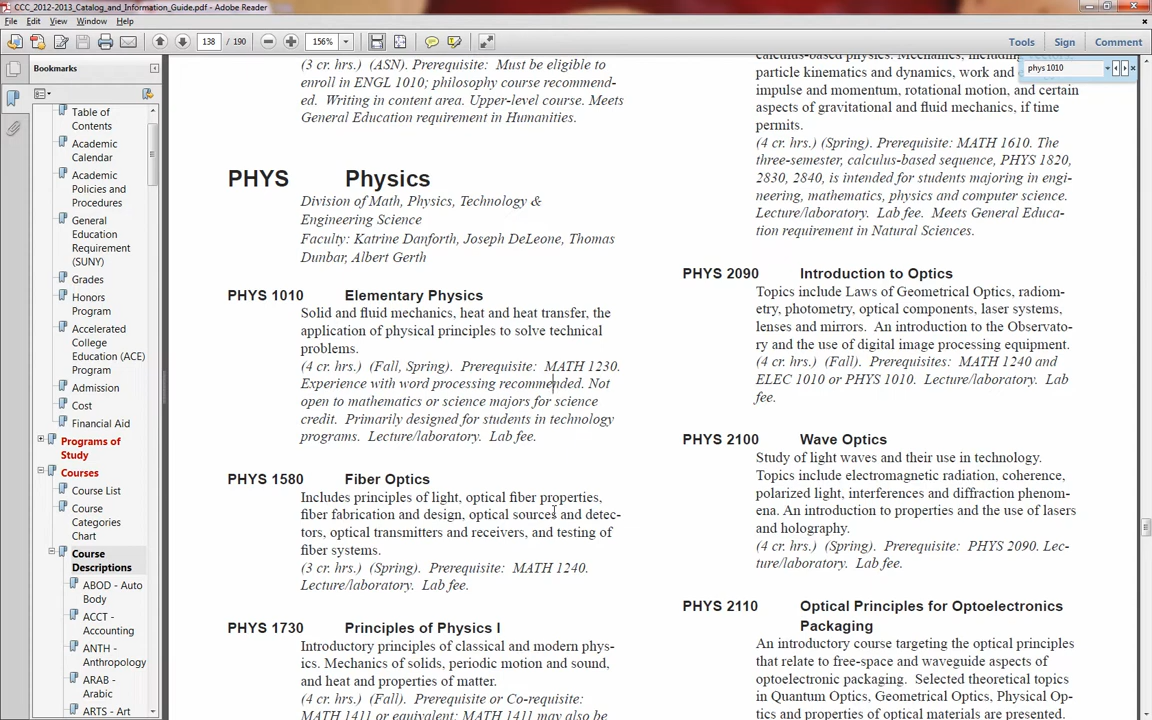 CCC_2012-2013_Catalog_and_Information_Guide.pdf - Adobe Reader
File Edit View Window Help
138 / 190 156% Tools Sign Comment
phys 1010
Bookmarks
Table of
Contents
Academic
Calendar
Academic
Policies and
Procedures
General
Education
Requirement
(SUNY)
Grades
Honors
Program
Accelerated
College
Education (ACE)
Program
Admission
Cost
Financial Aid
Programs of
Study
Courses
Course List
Course
Categories
Chart
Course
Descriptions
ABOD - Auto
Body
ACCT -
Accounting
ANTH -
Anthropology
ARAB -
Arabic
ARTS - Art
(3 cr. hrs.) (ASN). Prerequisite: Must be eligible to
enroll in ENGL 1010; philosophy course recommend-
ed. Writing in content area. Upper-level course. Meets
General Education requirement in Humanities.
PHYS Physics
Division of Math, Physics, Technology &
Engineering Science
Faculty: Katrine Danforth, Joseph DeLeone, Thomas
Dunbar, Albert Gerth
PHYS 1010 Elementary Physics
Solid and fluid mechanics, heat and heat transfer, the
application of physical principles to solve technical
problems.
(4 cr. hrs.) (Fall, Spring). Prerequisite: MATH 1230.
Experience with word processing recommended. Not
open to mathematics or science majors for science
credit. Primarily designed for students in technology
programs. Lecture/laboratory. Lab fee.
PHYS 1580 Fiber Optics
Includes principles of light, optical fiber properties,
fiber fabrication and design, optical sources and detec-
tors, optical transmitters and receivers, and testing of
fiber systems.
(3 cr. hrs.) (Spring). Prerequisite: MATH 1240.
Lecture/laboratory. Lab fee.
PHYS 1730 Principles of Physics I
Introductory principles of classical and modern phys-
ics. Mechanics of solids, periodic motion and sound,
and heat and properties of matter.
(4 cr. hrs.) (Fall). Prerequisite or Co-requisite:
MATH 1411 or equivalent; MATH 1411 may also be
calculus-based physics. Mechanics, including vectors,
particle kinematics and dynamics, work and
impulse and momentum, rotational motion, and certain
aspects of gravitational and fluid mechanics, if time
permits.
(4 cr. hrs.) (Spring). Prerequisite: MATH 1610. The
three-semester, calculus-based sequence, PHYS 1820,
2830, 2840, is intended for students majoring in engi-
neering, mathematics, physics and computer science.
Lecture/laboratory. Lab fee. Meets General Educa-
tion requirement in Natural Sciences.
PHYS 2090 Introduction to Optics
Topics include Laws of Geometrical Optics, radiom-
etry, photometry, optical components, laser systems,
lenses and mirrors. An introduction to the Observato-
ry and the use of digital image processing equipment.
(4 cr. hrs.) (Fall). Prerequisites: MATH 1240 and
ELEC 1010 or PHYS 1010. Lecture/laboratory. Lab
fee.
PHYS 2100 Wave Optics
Study of light waves and their use in technology.
Topics include electromagnetic radiation, coherence,
polarized light, interferences and diffraction phenom-
ena. An introduction to properties and the use of lasers
and holography.
(4 cr. hrs.) (Spring). Prerequisite: PHYS 2090. Lec-
ture/laboratory. Lab fee.
PHYS 2110 Optical Principles for Optoelectronics
Packaging
An introductory course targeting the optical principles
that relate to free-space and waveguide aspects of
optoelectronic packaging. Selected theoretical topics
in Quantum Optics, Geometrical Optics, Physical Op-
tics and properties of optical materials are presented.